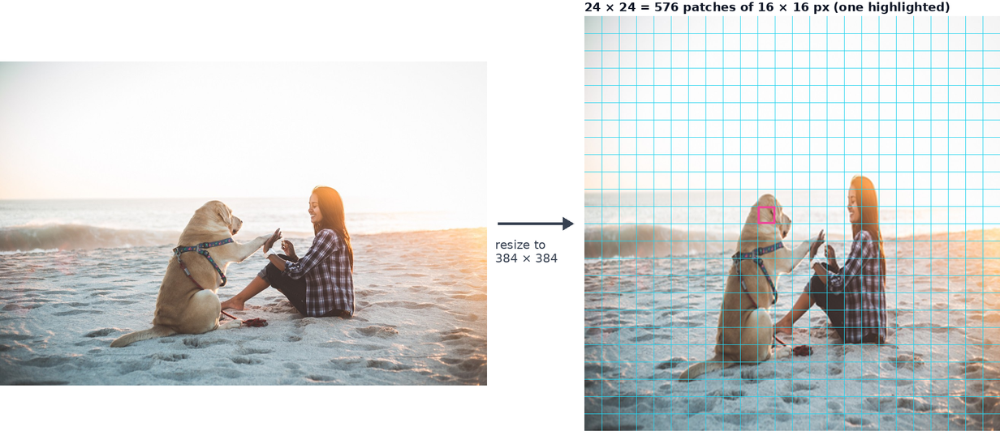 24 × 24 = 576 patches of 16 × 16 px (one highlighted)
resize to
384 × 384